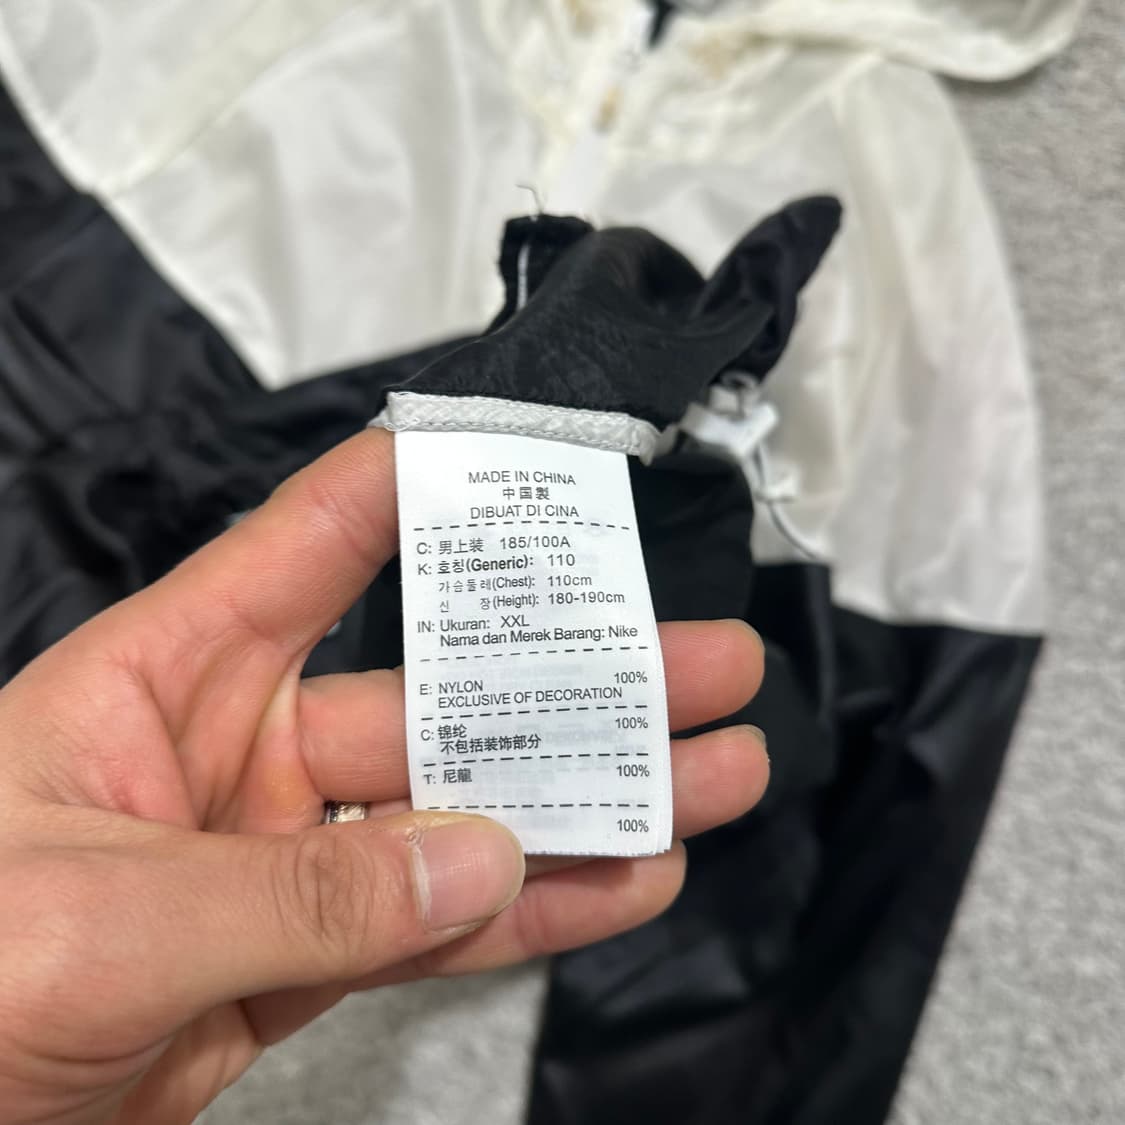 MADE IN CHINA
中国製
DIBUAT DI CINA
C: 男上装 185/100A
K: 호칭(Generic): 110
가슴둘레(Chest): 110cm
신 장(Height): 180-190cm
IN: Ukuran: XXL
Nama dan Merek Barang: Nike
E: NYLON 100%
EXCLUSIVE OF DECORATION
C: 锦纶 100%
不包括装饰部分
T: 尼龍 100%
100%